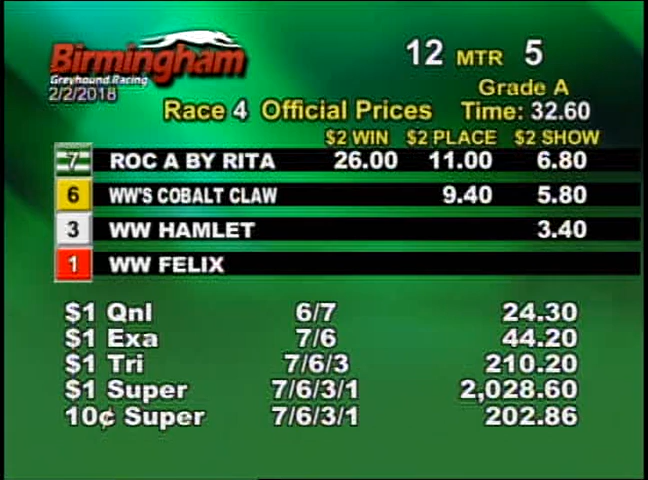 Birmingham
Greyhound Racing
2/2/2018
12 MTR 5
Grade A
Race 4 Official Prices Time: 32.60
$2 WIN $2 PLACE $2 SHOW
7 ROC A BY RITA 26.00 11.00 6.80
6 WW'S COBALT CLAW 9.40 5.80
3 WW HAMLET 3.40
1 WW FELIX
$1 Qnl 6/7 24.30
$1 Exa 7/6 44.20
$1 Tri 7/6/3 210.20
$1 Super 7/6/3/1 2,028.60
10¢ Super 7/6/3/1 202.86